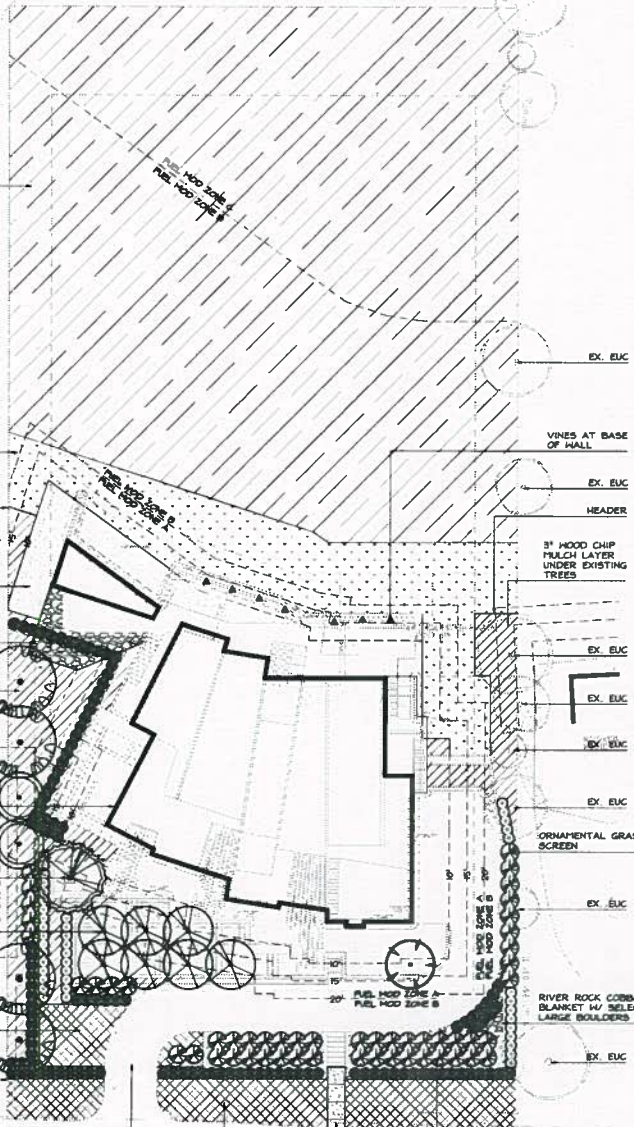 FUEL MOD ZONE C
FUEL MOD ZONE B
EX. EUC
VINES AT BASE
OF WALL
EX. EUC
HEADER
FUEL MOD ZONE B
FUEL MOD ZONE A
15'
3" WOOD CHIP
MULCH LAYER
UNDER EXISTING
TREES
EX. EUC
EX. EUC
EX. EUC
EX. EUC
ORNAMENTAL GRAS
SCREEN
10'
15'
20'
EX. EUC
FUEL MOD ZONE A
FUEL MOD ZONE B
10'
15'
20'
FUEL MOD ZONE A
FUEL MOD ZONE B
RIVER ROCK COBB
BLANKET W/ SELE
LARGE BOULDERS
EX. EUC